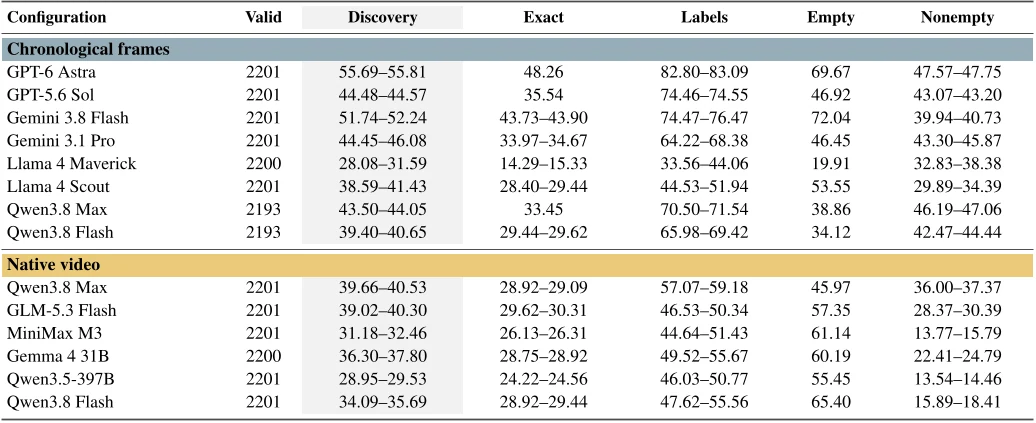 Configuration Valid Discovery Exact Labels Empty Nonempty
Chronological frames
GPT-6 Astra 2201 55.69–55.81 48.26 82.80–83.09 69.67 47.57–47.75
GPT-5.6 Sol 2201 44.48–44.57 35.54 74.46–74.55 46.92 43.07–43.20
Gemini 3.8 Flash 2201 51.74–52.24 43.73–43.90 74.47–76.47 72.04 39.94–40.73
Gemini 3.1 Pro 2201 44.45–46.08 33.97–34.67 64.22–68.38 46.45 43.30–45.87
Llama 4 Maverick 2200 28.08–31.59 14.29–15.33 33.56–44.06 19.91 32.83–38.38
Llama 4 Scout 2201 38.59–41.43 28.40–29.44 44.53–51.94 53.55 29.89–34.39
Qwen3.8 Max 2193 43.50–44.05 33.45 70.50–71.54 38.86 46.19–47.06
Qwen3.8 Flash 2193 39.40–40.65 29.44–29.62 65.98–69.42 34.12 42.47–44.44
Native video
Qwen3.8 Max 2201 39.66–40.53 28.92–29.09 57.07–59.18 45.97 36.00–37.37
GLM-5.3 Flash 2201 39.02–40.30 29.62–30.31 46.53–50.34 57.35 28.37–30.39
MiniMax M3 2201 31.18–32.46 26.13–26.31 44.64–51.43 61.14 13.77–15.79
Gemma 4 31B 2200 36.30–37.80 28.75–28.92 49.52–55.67 60.19 22.41–24.79
Qwen3.5-397B 2201 28.95–29.53 24.22–24.56 46.03–50.77 55.45 13.54–14.46
Qwen3.8 Flash 2201 34.09–35.69 28.92–29.44 47.62–55.56 65.40 15.89–18.41